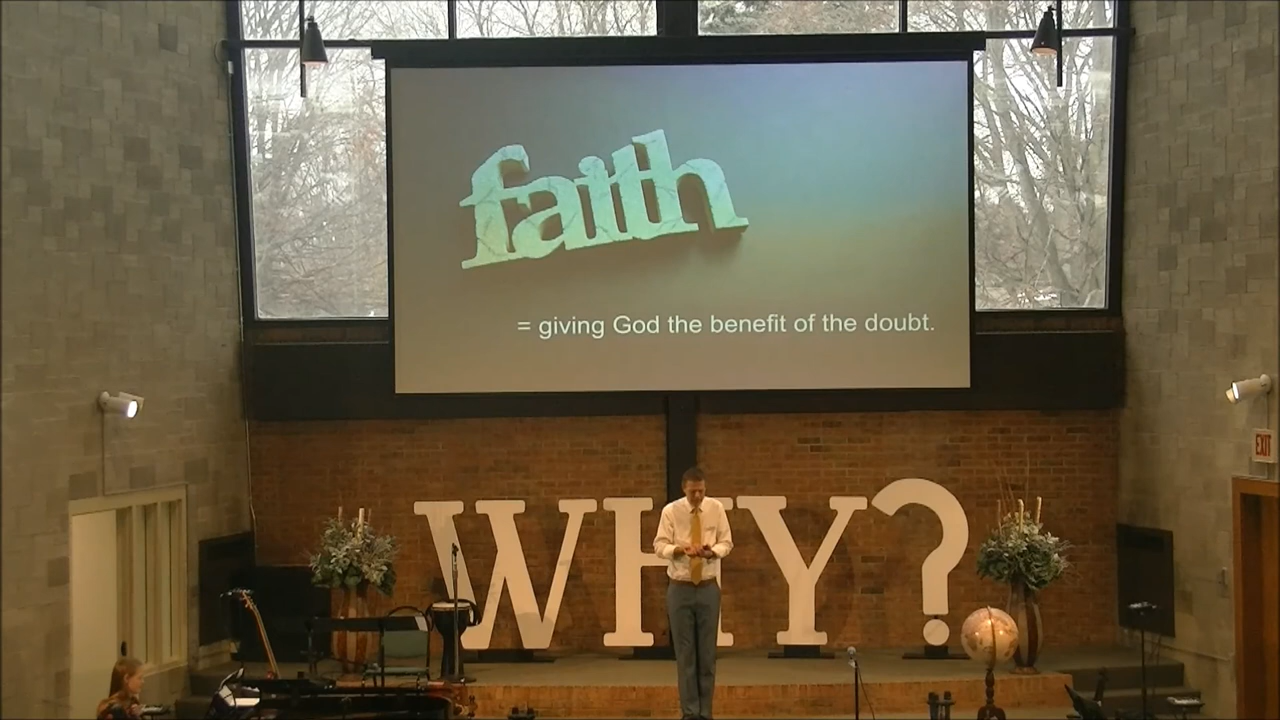 faith
= giving God the benefit of the doubt.
WHY?
EXIT